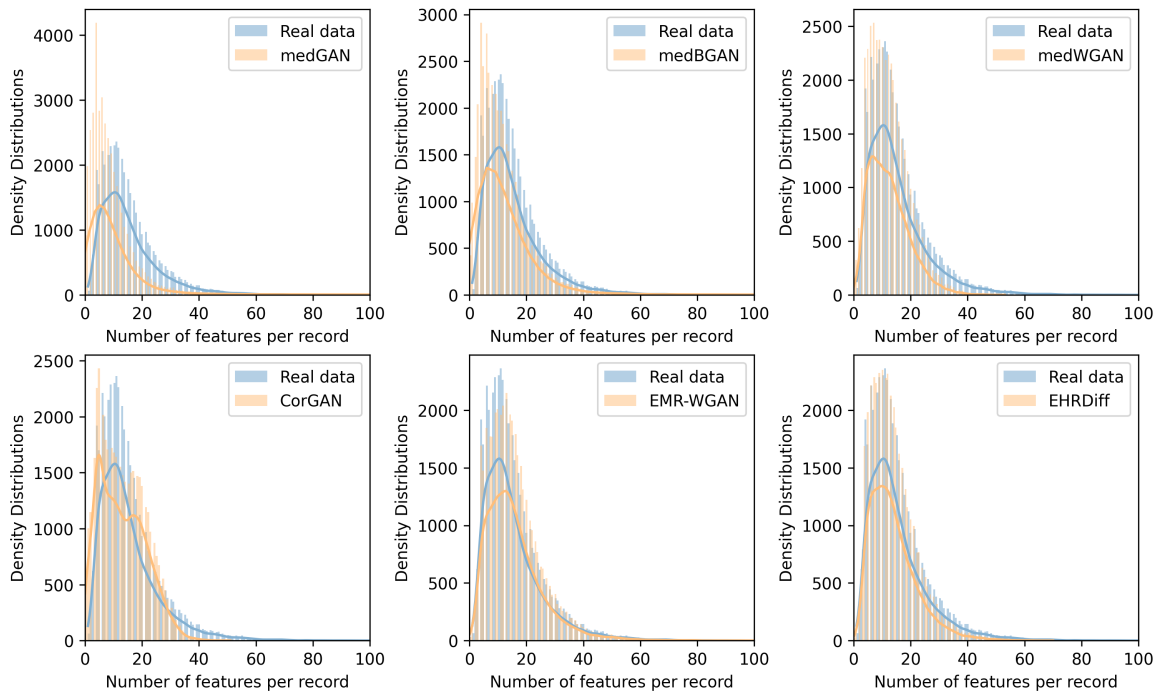 Density Distributions
4000
3000
2000
1000
0
0 20 40 60 80 100
Number of features per record
Real data
medGAN
Density Distributions
3000
2500
2000
1500
1000
500
0
0 20 40 60 80 100
Number of features per record
Real data
medBGAN
Density Distributions
2500
2000
1500
1000
500
0
0 20 40 60 80 100
Number of features per record
Real data
medWGAN
Density Distributions
2500
2000
1500
1000
500
0
0 20 40 60 80 100
Number of features per record
Real data
CorGAN
Density Distributions
2000
1500
1000
500
0
0 20 40 60 80 100
Number of features per record
Real data
EMR-WGAN
Density Distributions
2000
1500
1000
500
0
0 20 40 60 80 100
Number of features per record
Real data
EHRDiff